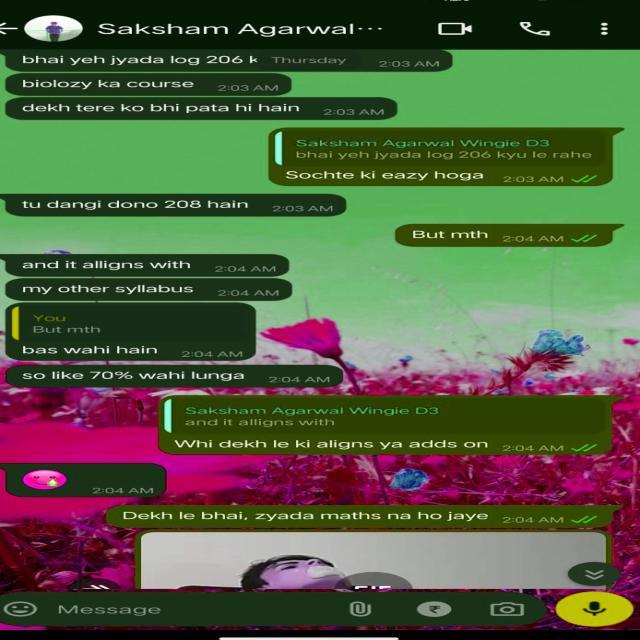 Saksham Agarwal...
bhai yeh jyada log 206 k
Thursday
2:03 AM
biolozy ka course 2:03 AM
dekh tere ko bhi pata hi hain 2:03 AM
Saksham Agarwal Wingie D3
bhai yeh jyada log 206 kyu le rahe
Sochte ki eazy hoga 2:03 AM
tu dangi dono 208 hain 2:03 AM
But mth 2:04 AM
and it alligns with 2:04 AM
my other syllabus 2:04 AM
You
But mth
bas wahi hain 2:04 AM
so like 70% wahi lunga 2:04 AM
Saksham Agarwal Wingie D3
and it alligns with
Whi dekh le ki aligns ya adds on 2:04 AM
2:04 AM
Dekh le bhai, zyada maths na ho jaye 2:04 AM
Message